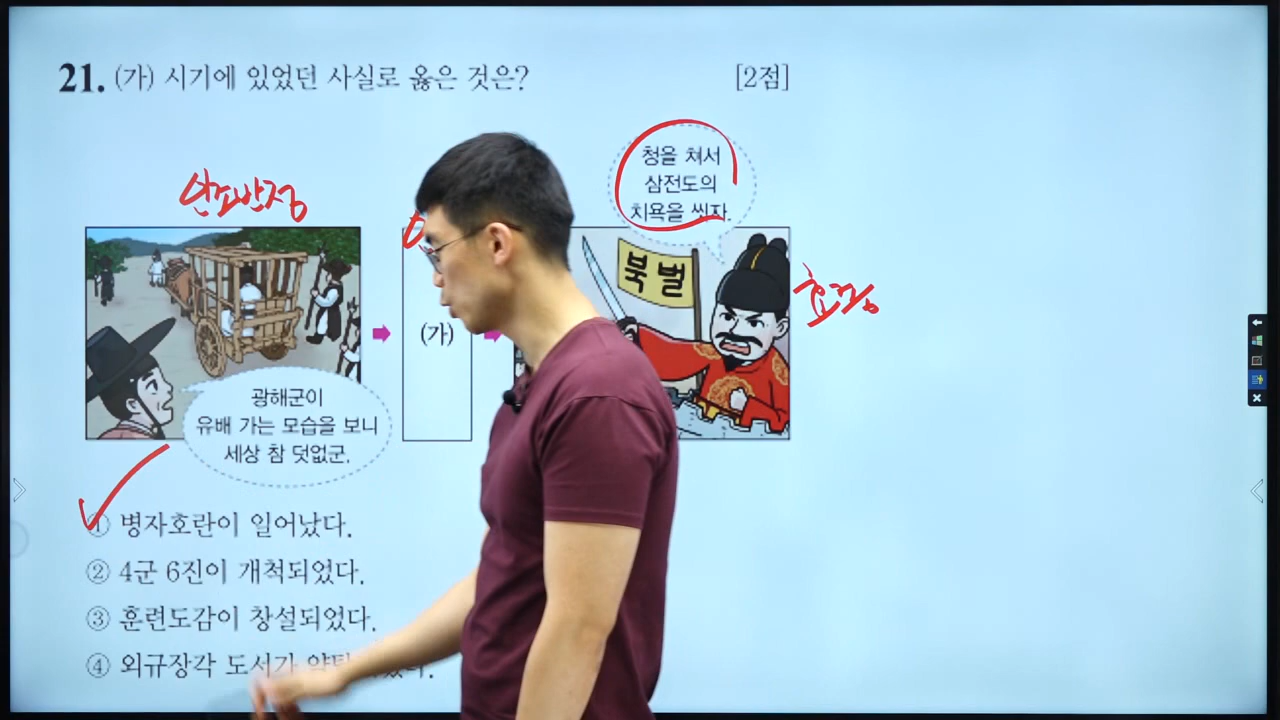 21. (가) 시기에 있었던 사실로 옳은 것은? [2점]
인조반정
청을 쳐서
삼전도의
치욕을 씻자.
북벌
효종
(가)
광해군이
유배 가는 모습을 보니
세상 참 덧없군.
① 병자호란이 일어났다.
② 4군 6진이 개척되었다.
③ 훈련도감이 창설되었다.
④ 외규장각 도서가